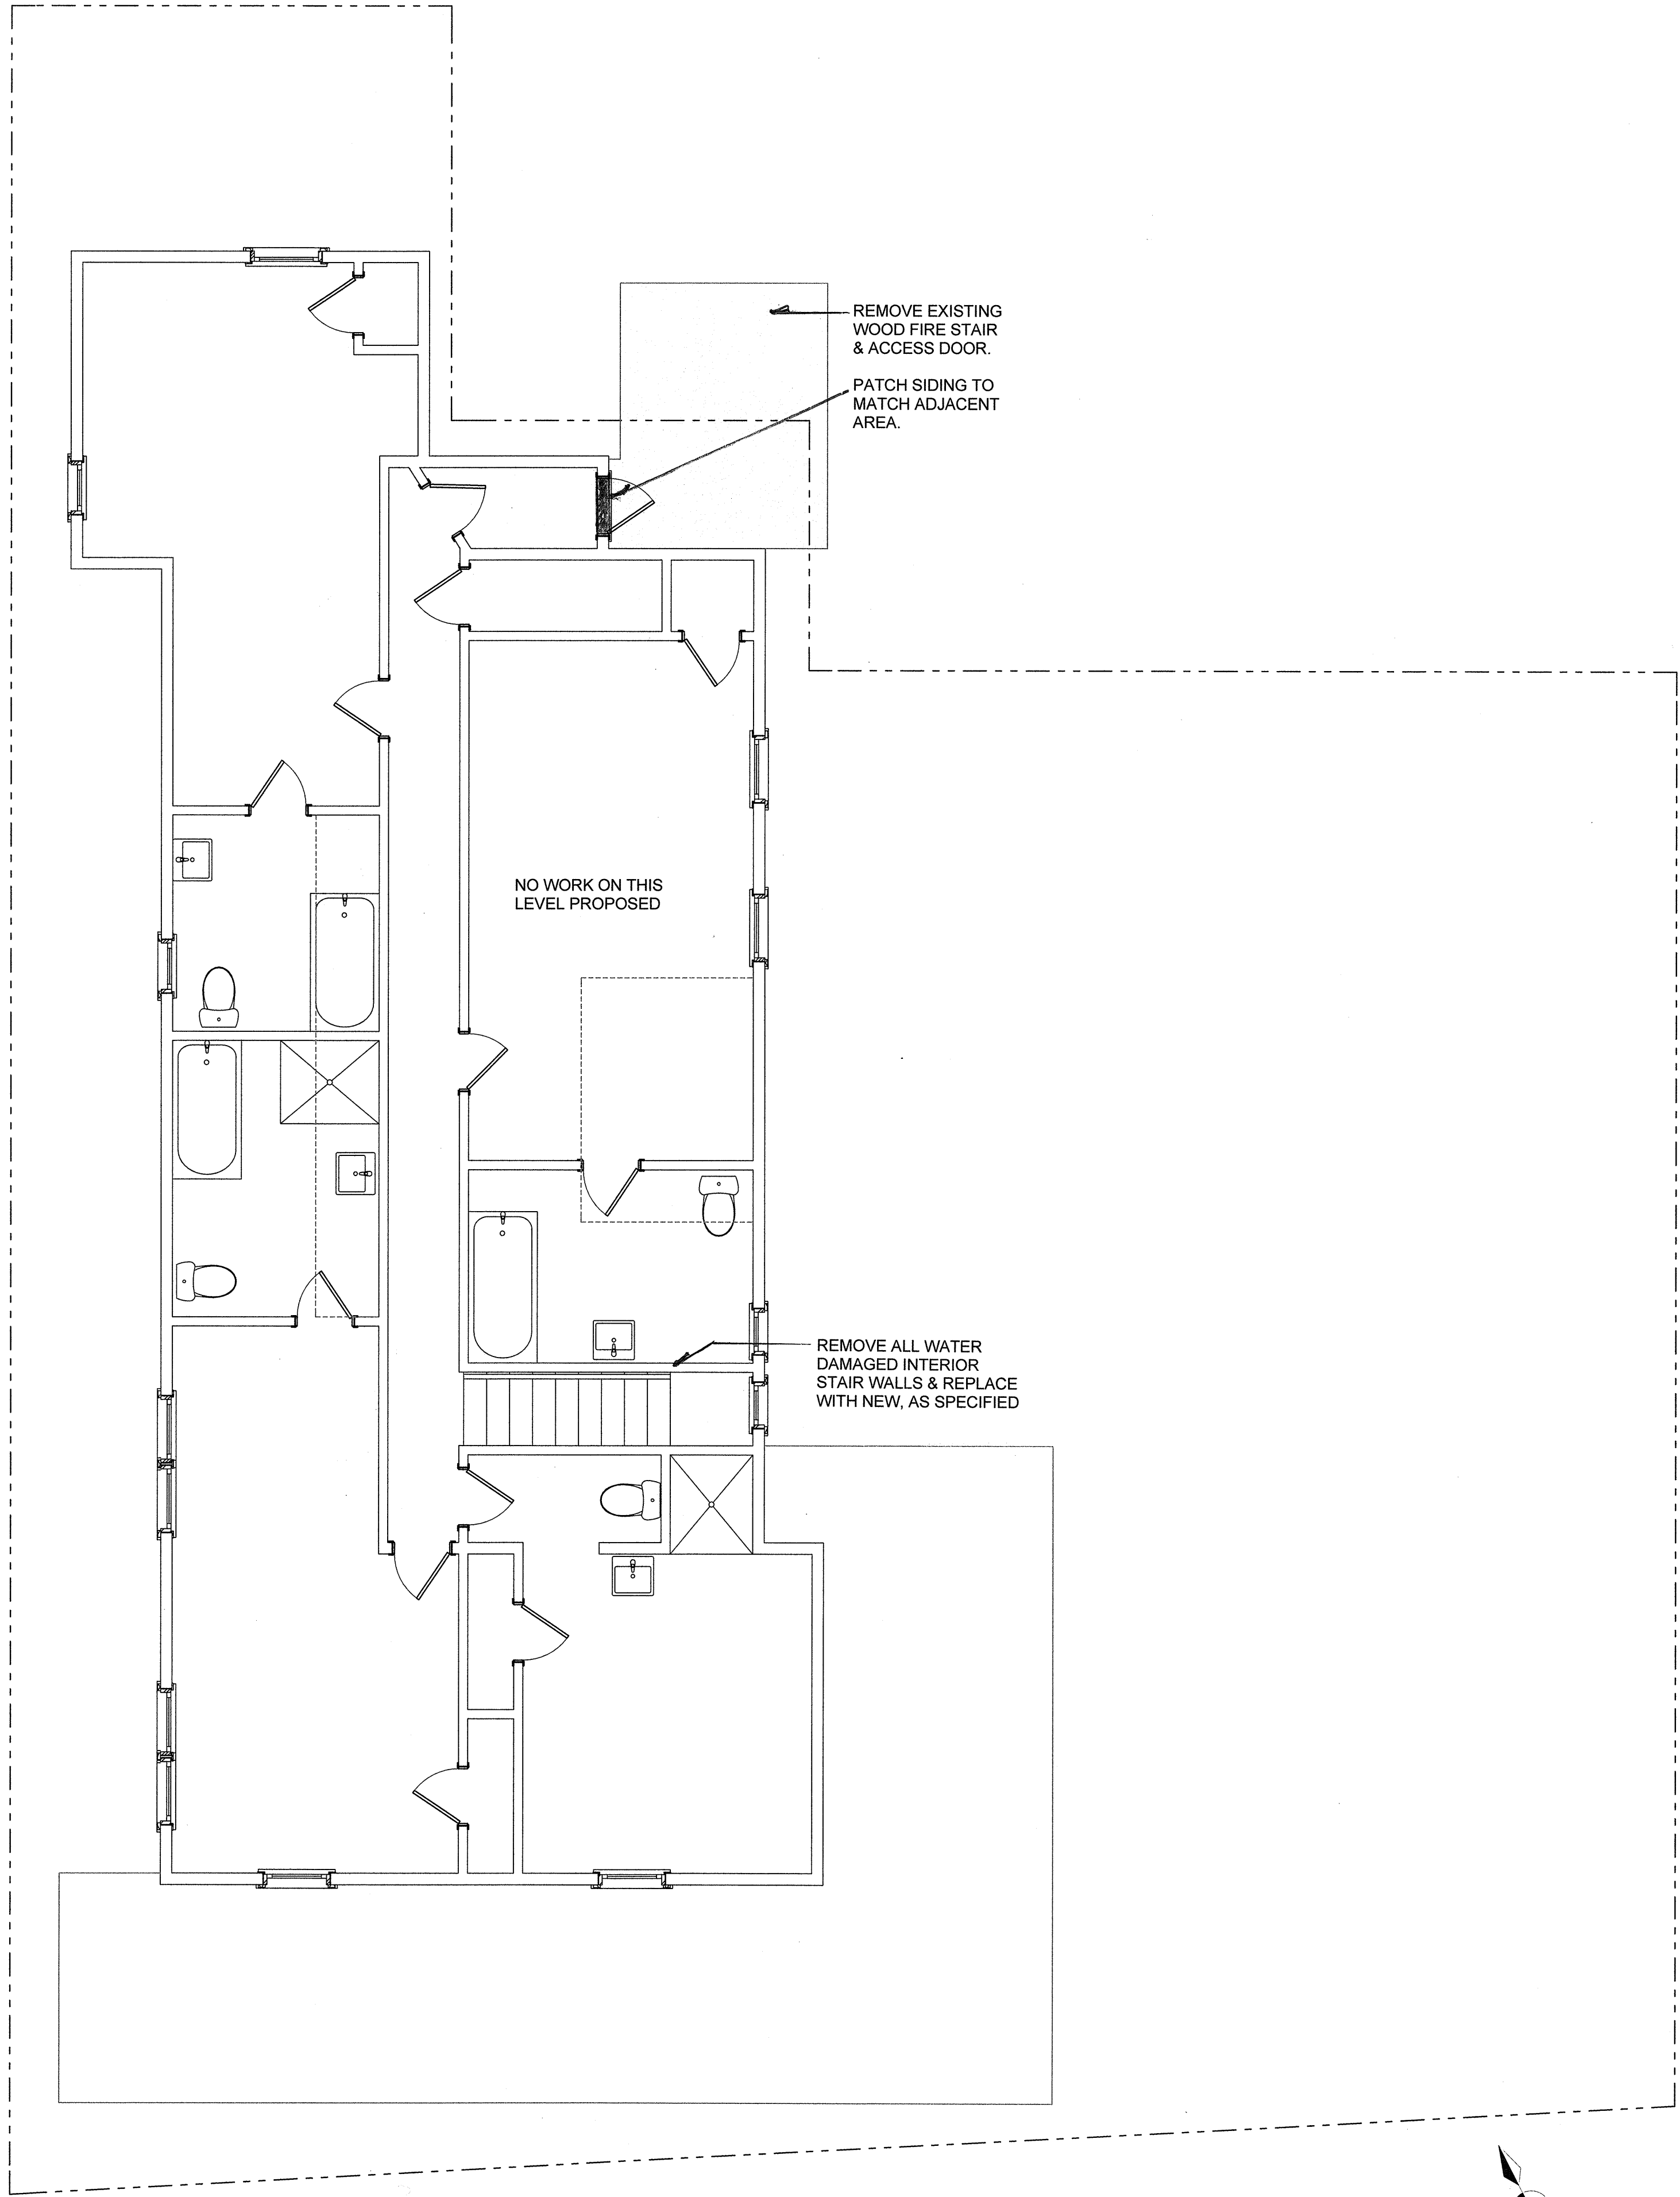 REMOVE EXISTING
WOOD FIRE STAIR
& ACCESS DOOR.
PATCH SIDING TO
MATCH ADJACENT
AREA.
NO WORK ON THIS
LEVEL PROPOSED
REMOVE ALL WATER
DAMAGED INTERIOR
STAIR WALLS & REPLACE
WITH NEW, AS SPECIFIED